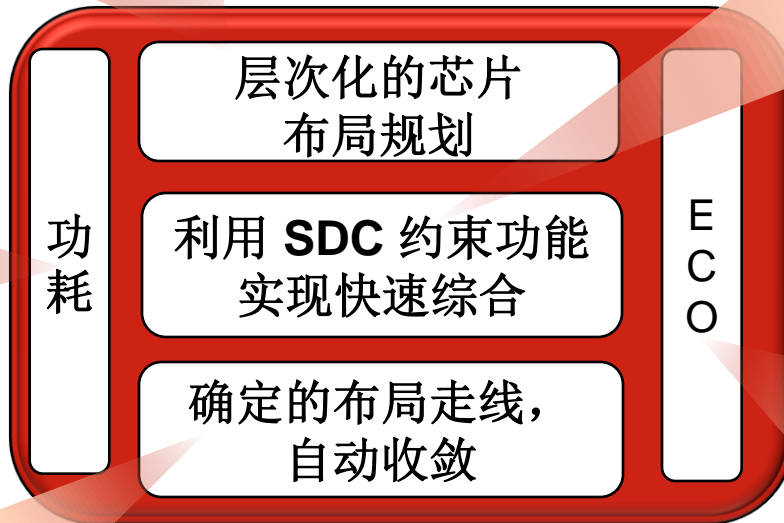 层次化的芯片
布局规划
功
耗
利用 SDC 约束功能
实现快速综合
E
C
O
确定的布局走线，
自动收敛